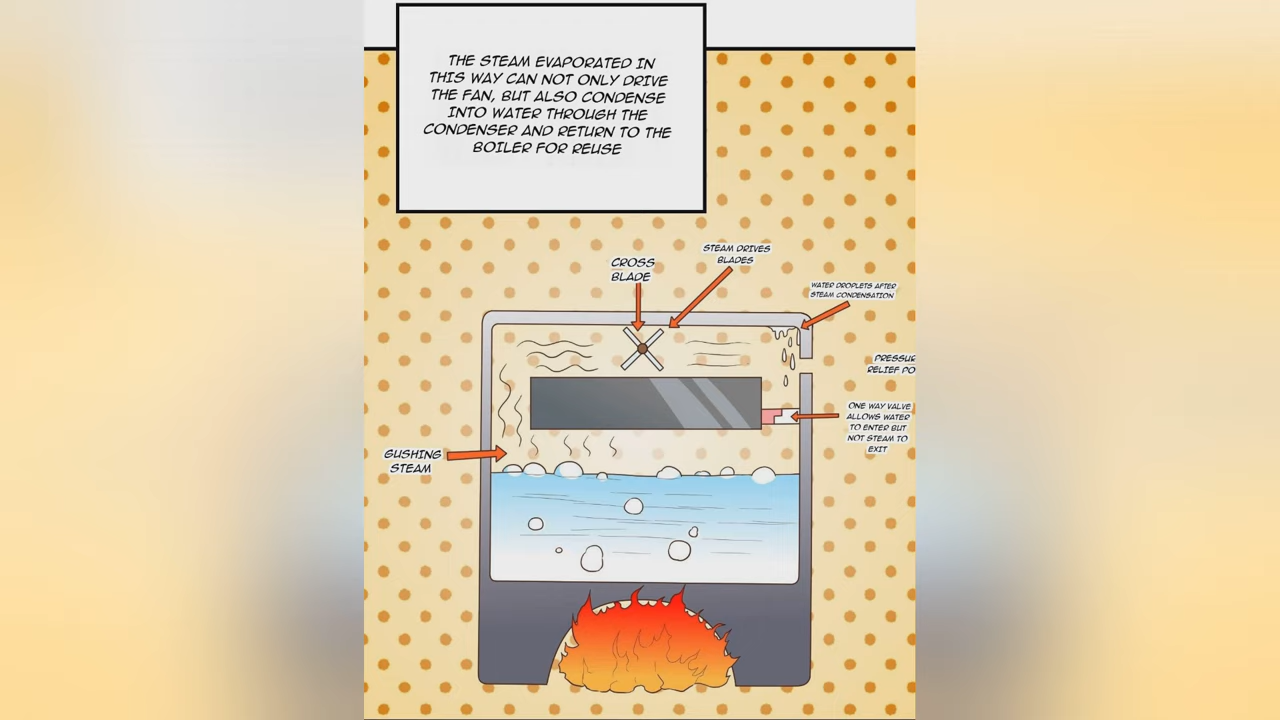 THE STEAM EVAPORATED IN
THIS WAY CAN NOT ONLY DRIVE
THE FAN, BUT ALSO CONDENSE
INTO WATER THROUGH THE
CONDENSER AND RETURN TO THE
BOILER FOR REUSE
STEAM DRIVES
BLADES
CROSS
BLADE
WATER DROPLETS AFTER
STEAM CONDENSATION
PRESSUR
RELIEF PO
ONE WAY VALVE
ALLOWS WATER
TO ENTER BUT
NOT STEAM TO
EXIT
GUSHING
STEAM